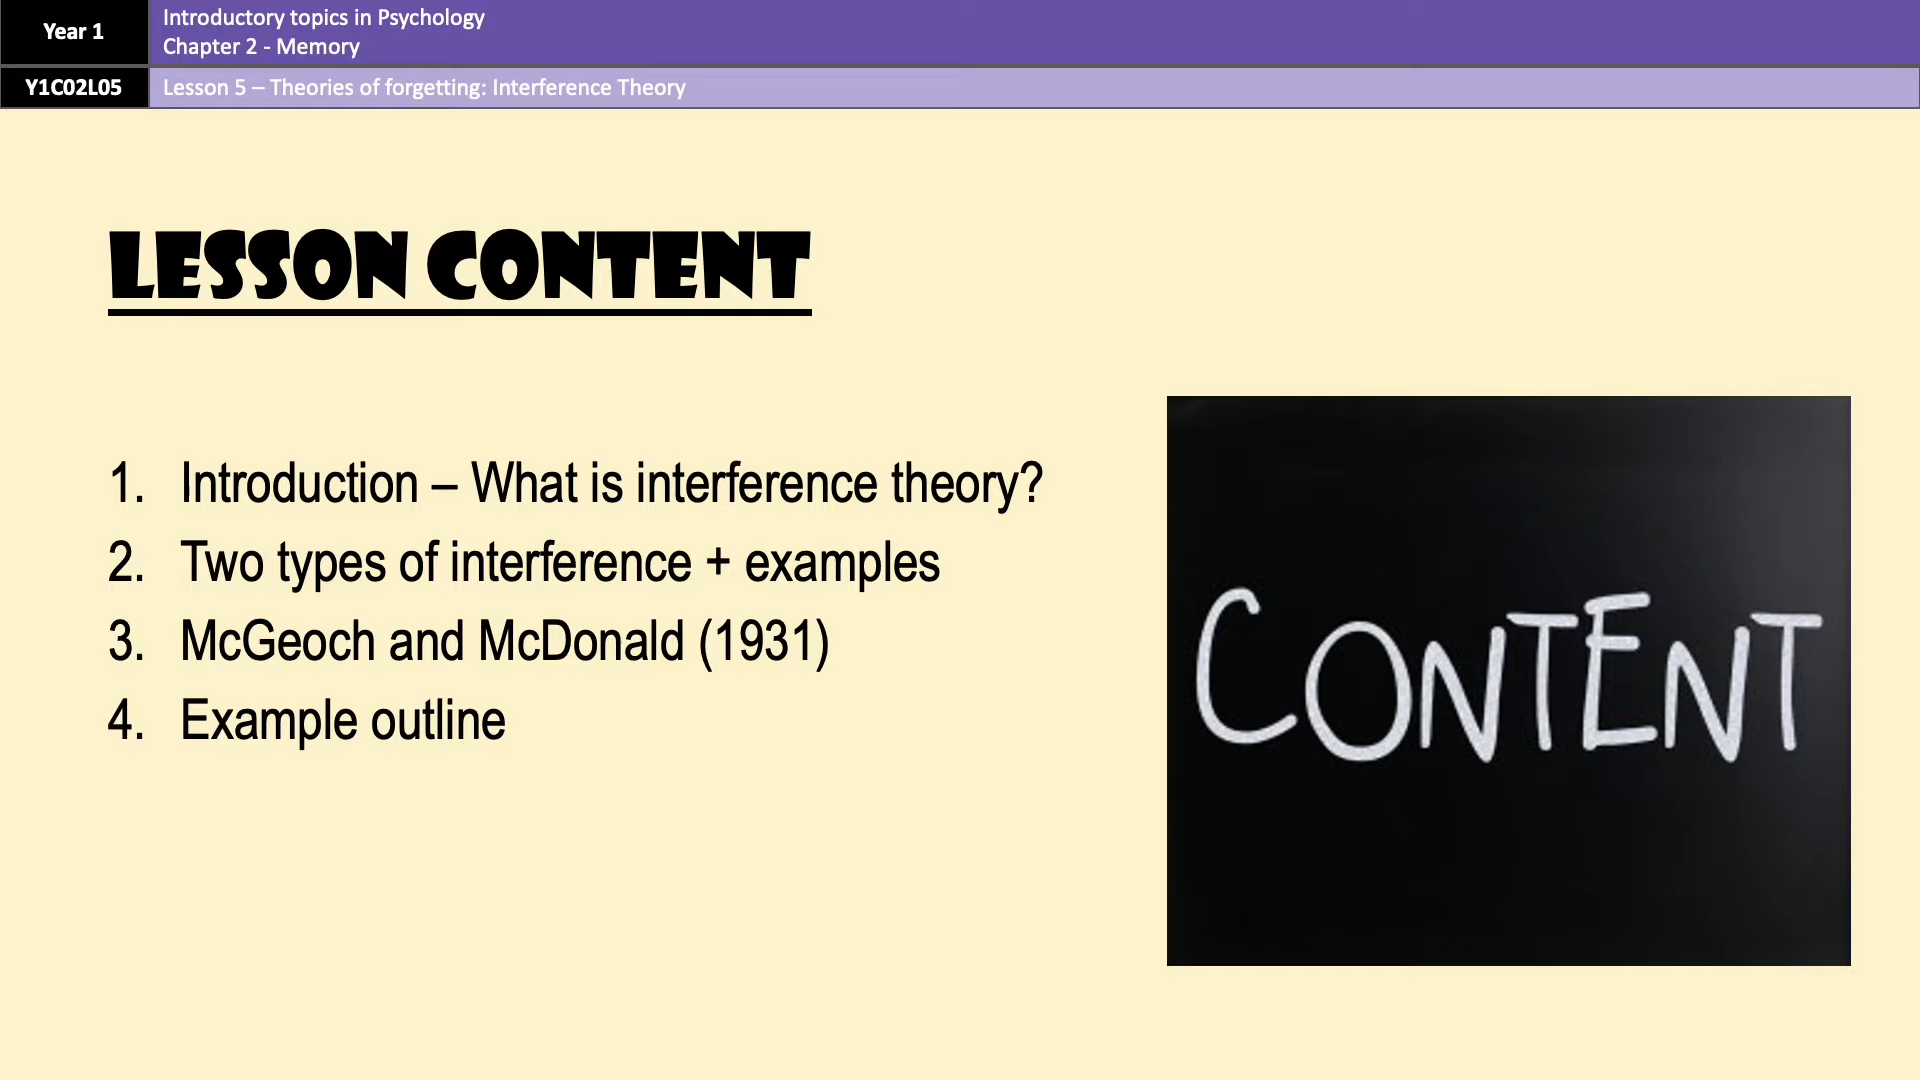 Year 1
Introductory topics in Psychology
Chapter 2 - Memory
Y1C02L05
Lesson 5 – Theories of forgetting: Interference Theory
LESSON CONTENT
1. Introduction – What is interference theory?
2. Two types of interference + examples
3. McGeoch and McDonald (1931)
4. Example outline
CONTENT